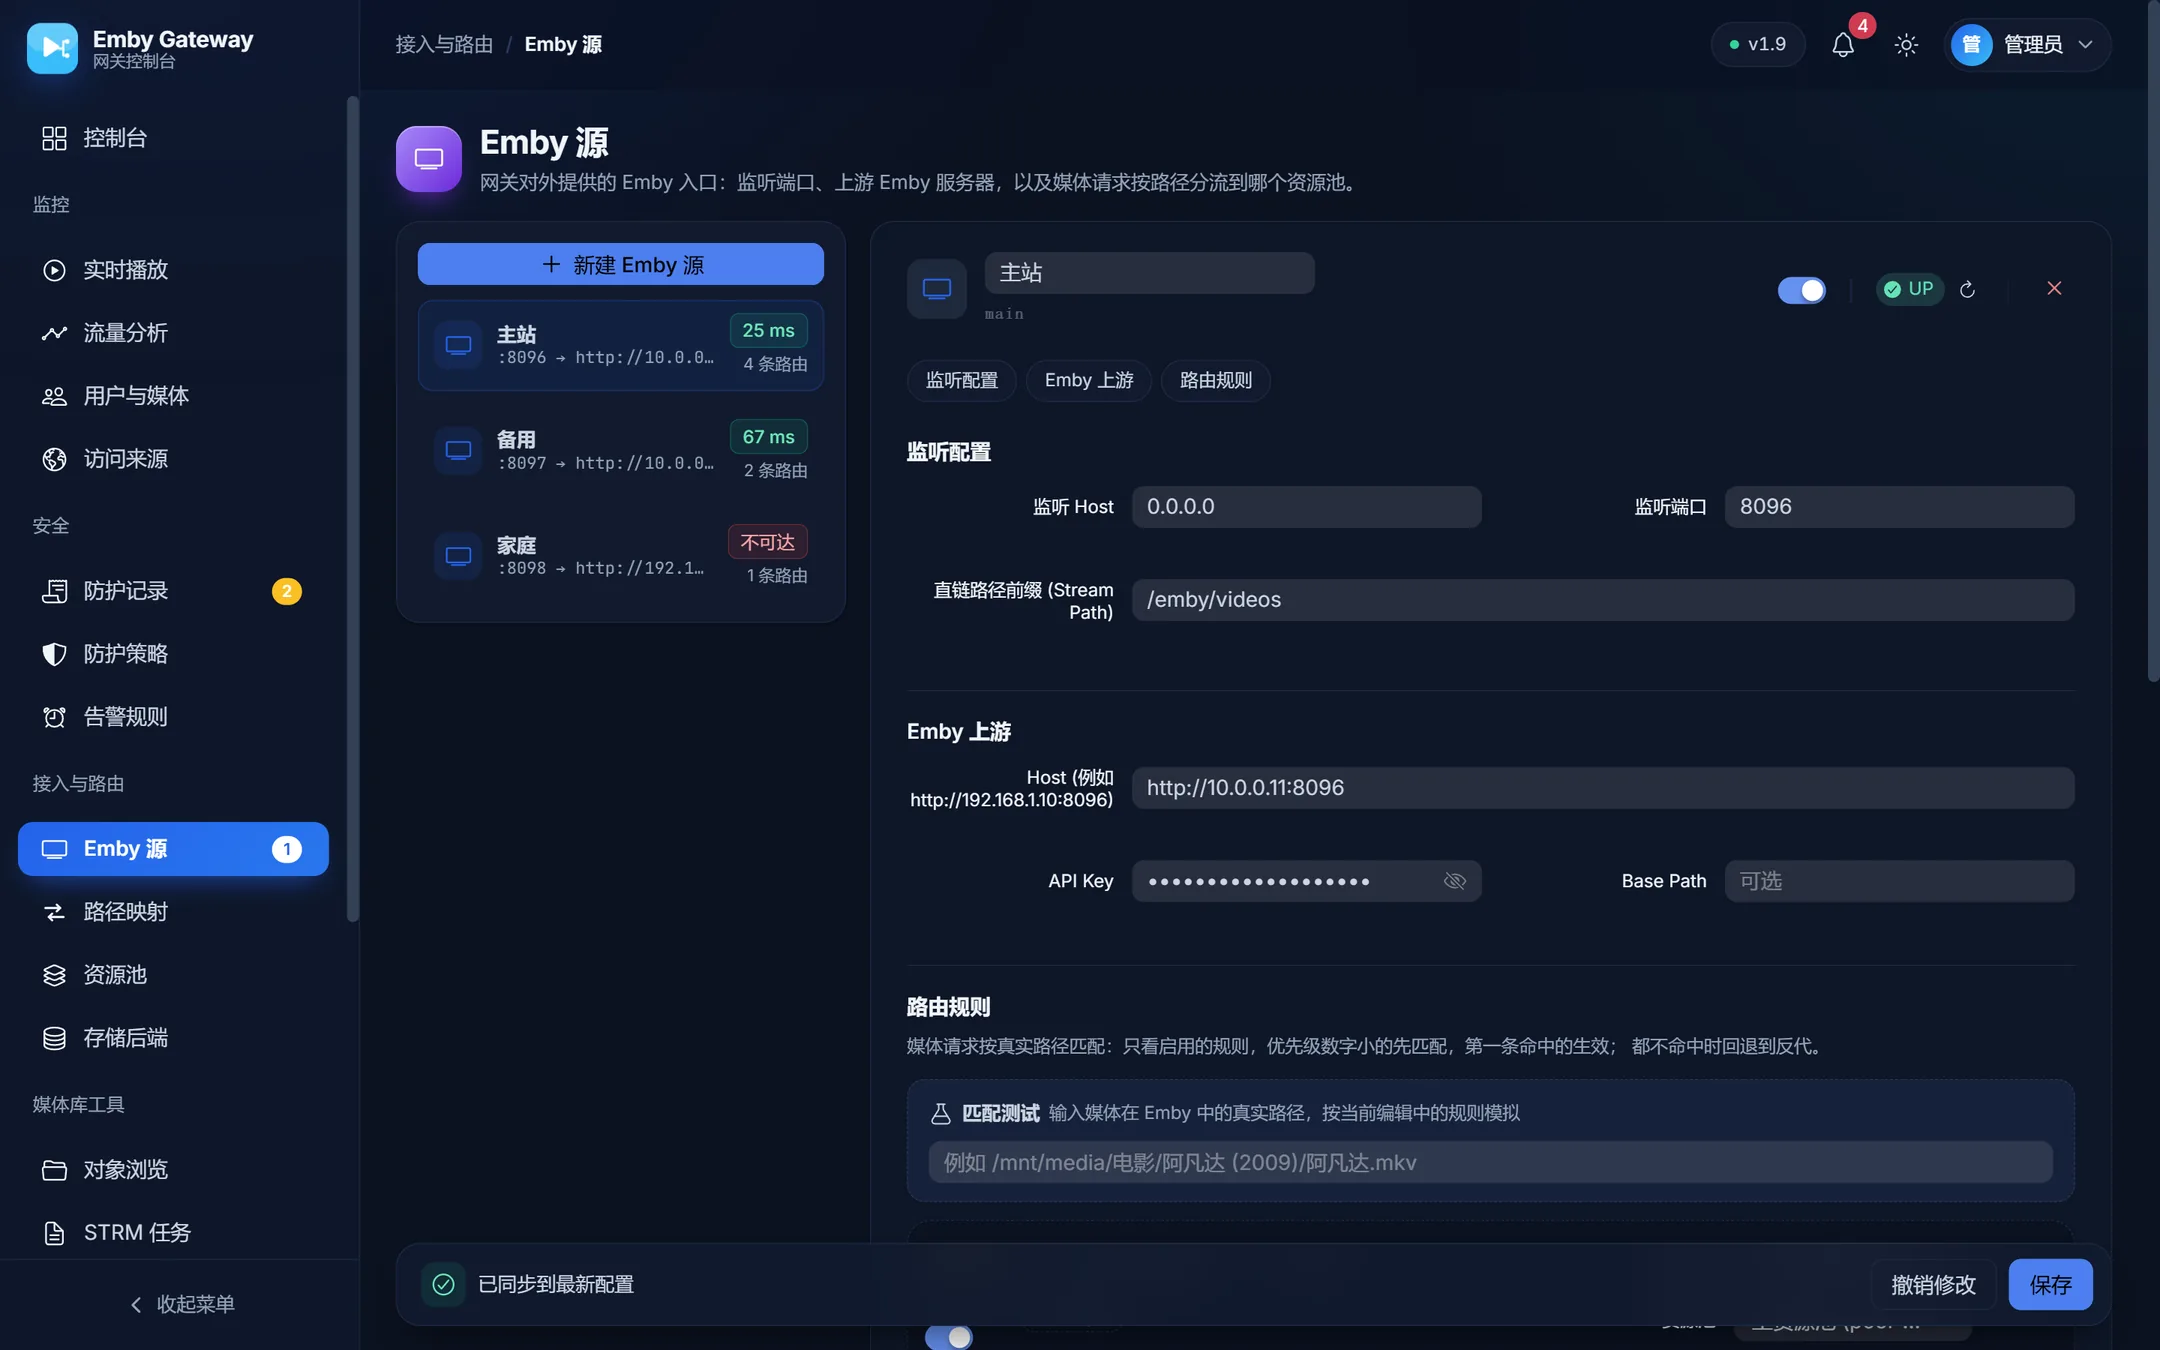 Emby Gateway
网关控制台
控制台
监控
实时播放
流量分析
用户与媒体
访问来源
安全
防护记录 2
防护策略
告警规则
接入与路由
Emby 源 1
路径映射
资源池
存储后端
媒体库工具
对象浏览
STRM 任务
收起菜单
接入与路由 / Emby 源
v1.9
4
管 管理员
Emby 源
网关对外提供的 Emby 入口：监听端口、上游 Emby 服务器，以及媒体请求按路径分流到哪个资源池。
新建 Emby 源
主站 25 ms
:8096 → http://10.0.0... 4 条路由
备用 67 ms
:8097 → http://10.0.0... 2 条路由
家庭 不可达
:8098 → http://192.1... 1 条路由
主站
main
UP
监听配置 Emby 上游 路由规则
监听配置
监听 Host 0.0.0.0 监听端口 8096
直链路径前缀 (Stream
Path)
/emby/videos
Emby 上游
Host (例如
http://192.168.1.10:8096)
http://10.0.0.11:8096
API Key •••••••••••••••••••
Base Path 可选
路由规则
媒体请求按真实路径匹配：只看启用的规则，优先级数字小的先匹配，第一条命中的生效； 都不命中时回退到反代。
匹配测试 输入媒体在 Emby 中的真实路径，按当前编辑中的规则模拟
例如 /mnt/media/电影/阿凡达 (2009)/阿凡达.mkv
已同步到最新配置
撤销修改 保存